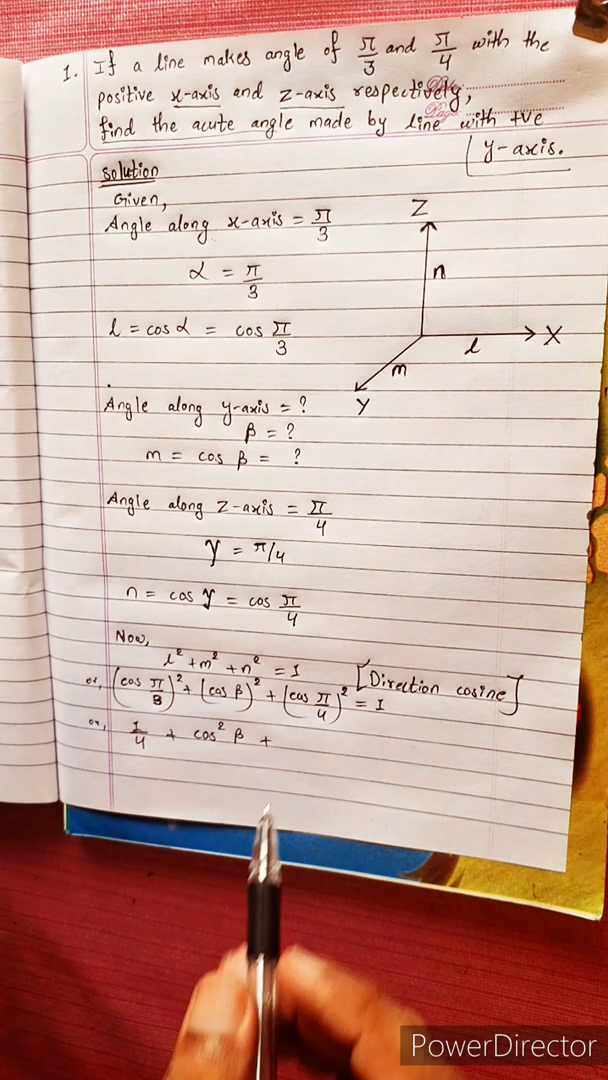 1. If a line makes angle of π/3 and π/4 with the
positive x-axis and z-axis respectively,
find the acute angle made by line with +ve
y-axis.
Solution
Given,
Angle along x-axis = π/3
α = π/3
l = cos α = cos π/3
Z
n
X
l
m
Y
Angle along y-axis = ?
β = ?
m = cos β = ?
Angle along z-axis = π/4
γ = π/4
n = cos γ = cos π/4
Now,
l² + m² + n² = 1 [Direction cosine]
or, (cos π/3)² + (cos β)² + (cos π/4)² = 1
or, 1/4 + cos² β +
PowerDirector